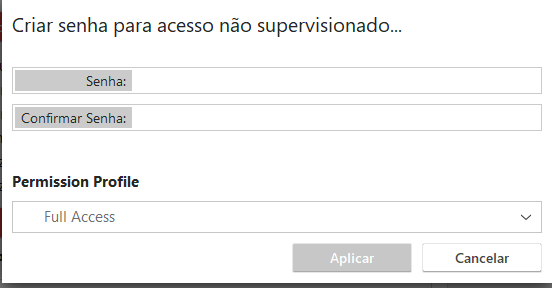 Criar senha para acesso não supervisionado...
Senha:
Confirmar Senha:
Permission Profile
Full Access
Aplicar
Cancelar